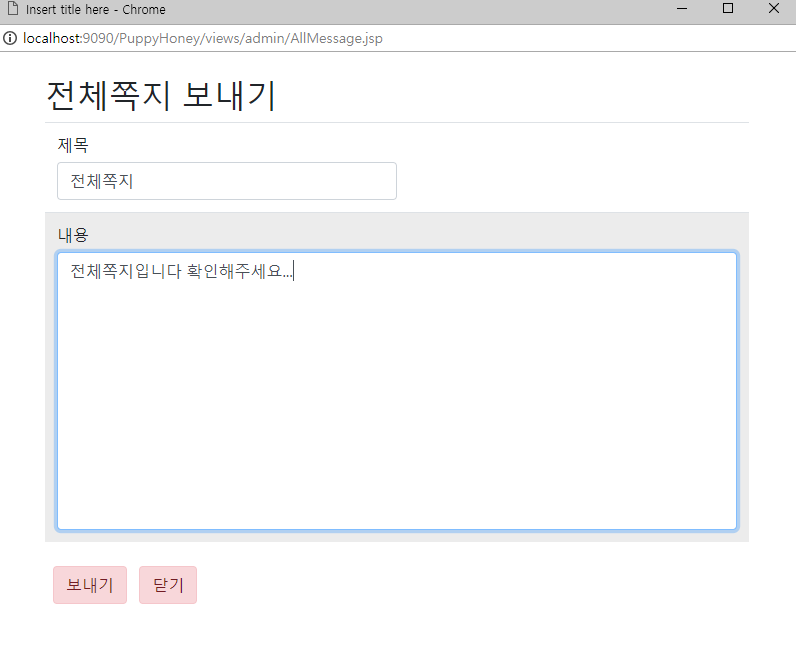 Insert title here - Chrome
localhost:9090/PuppyHoney/views/admin/AllMessage.jsp
전체쪽지 보내기
제목
전체쪽지
내용
전체쪽지입니다 확인해주세요...
보내기 닫기